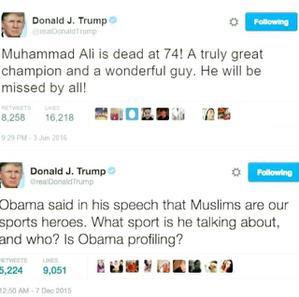 Donald J. Trump
@realDonaldTrump
Following
Muhammad Ali is dead at 74! A truly great
champion and a wonderful guy. He will be
missed by all!
RETWEETS LIKES
8,258 16,218
9:29 PM - 3 Jun 2016
Donald J. Trump
@realDonaldTrump
Following
Obama said in his speech that Muslims are our
sports heroes. What sport is he talking about,
and who? Is Obama profiling?
RETWEETS LIKES
5,224 9,051
12:50 AM - 7 Dec 2015